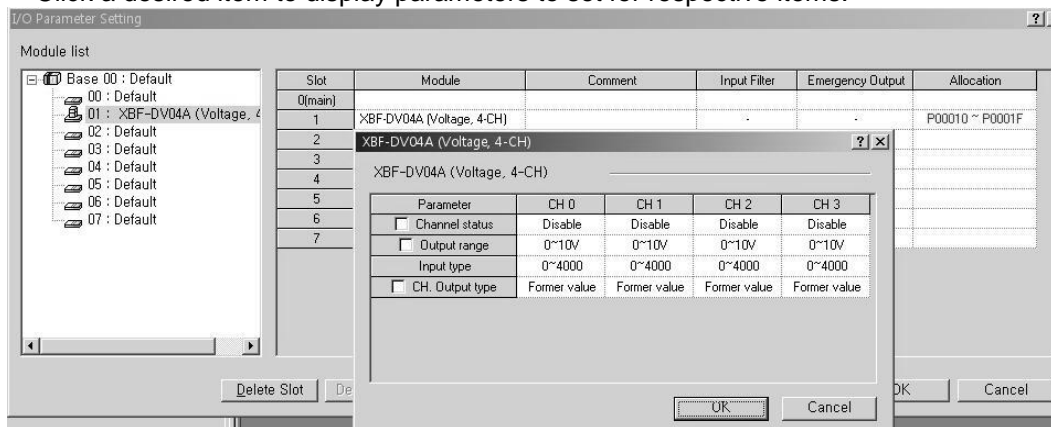 Click a desired item to display parameters to set for respective items.
I/O Parameter Setting
Module list
Base 00 : Default
00 : Default
01 : XBF-DV04A (Voltage, 4
02 : Default
03 : Default
04 : Default
05 : Default
06 : Default
07 : Default
Slot Module Comment Input Filter Emergency Output Allocation
0(main)
1 XBF-DV04A (Voltage, 4-CH) - - P00010 ~ P0001F
2
3
4
5
6
7
XBF-DV04A (Voltage, 4-CH)
XBF-DV04A (Voltage, 4-CH)
Parameter CH 0 CH 1 CH 2 CH 3
Channel status Disable Disable Disable Disable
Output range 0~10V 0~10V 0~10V 0~10V
Input type 0~4000 0~4000 0~4000 0~4000
CH. Output type Former value Former value Former value Former value
OK Cancel
Delete Slot De OK Cancel